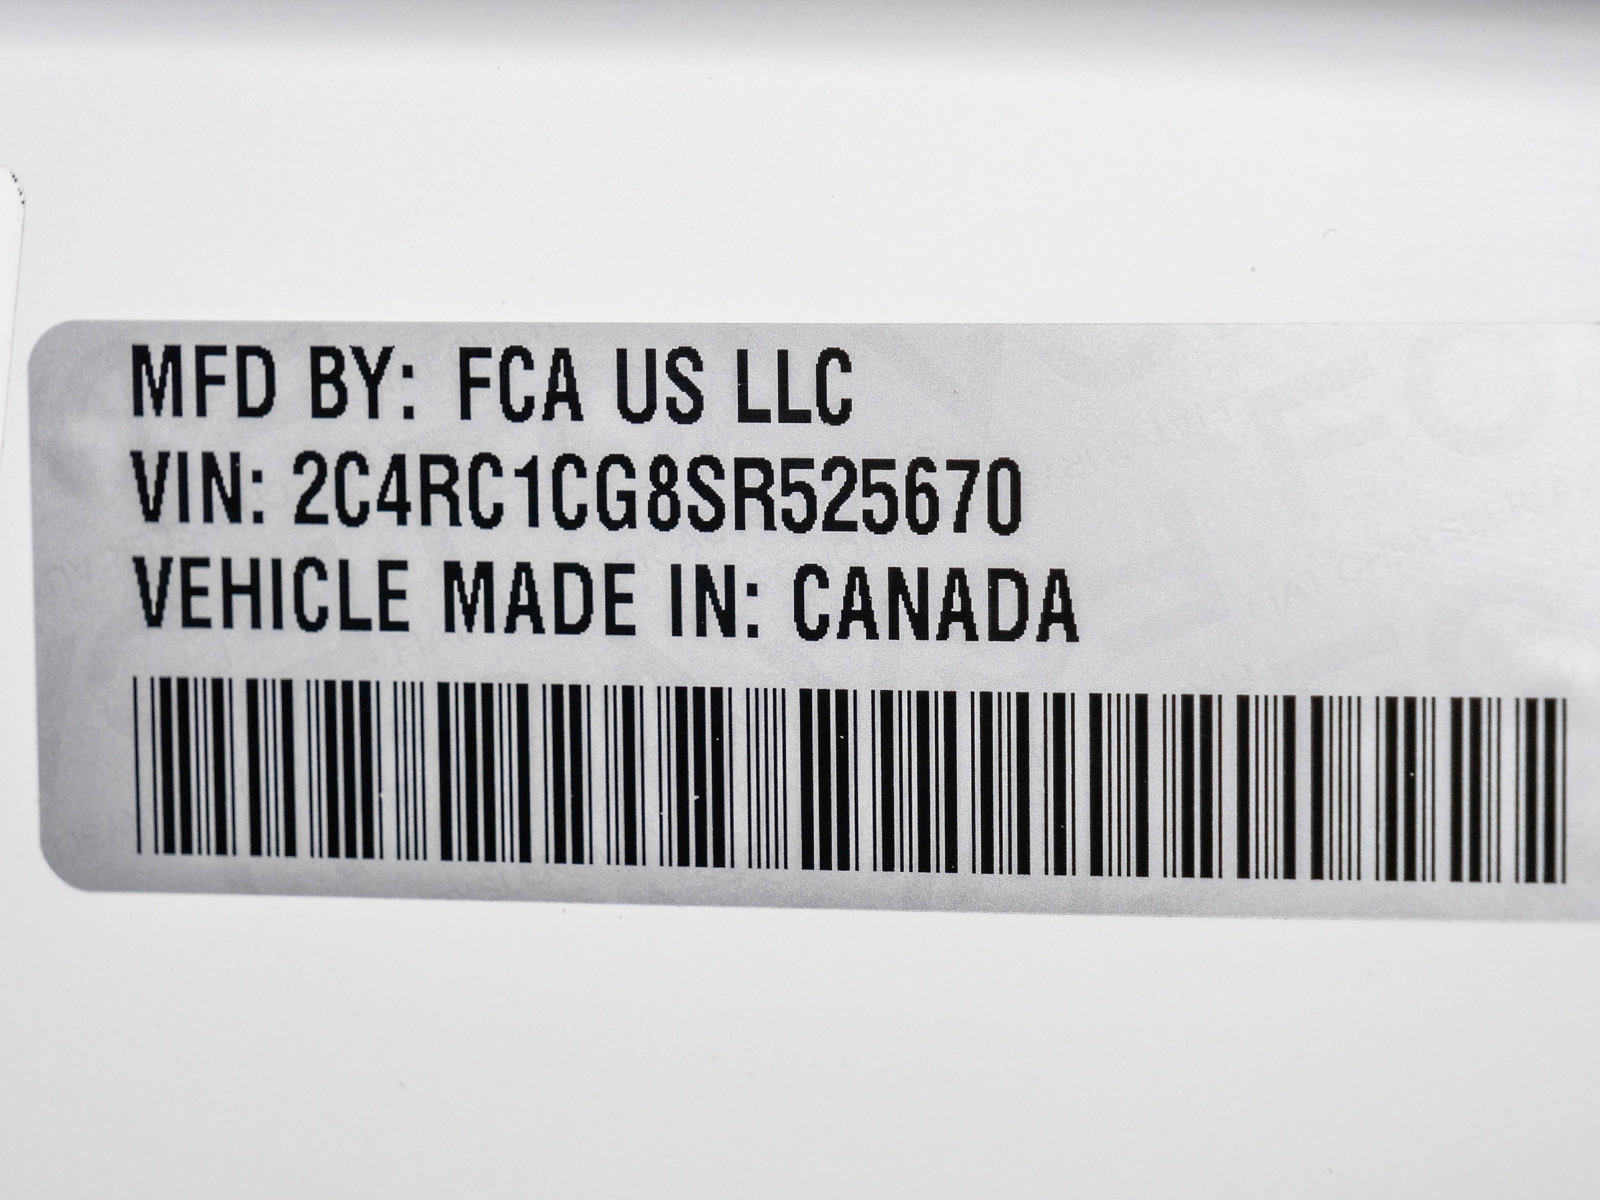 MFD BY: FCA US LLC
VIN: 2C4RC1CG8SR525670
VEHICLE MADE IN: CANADA